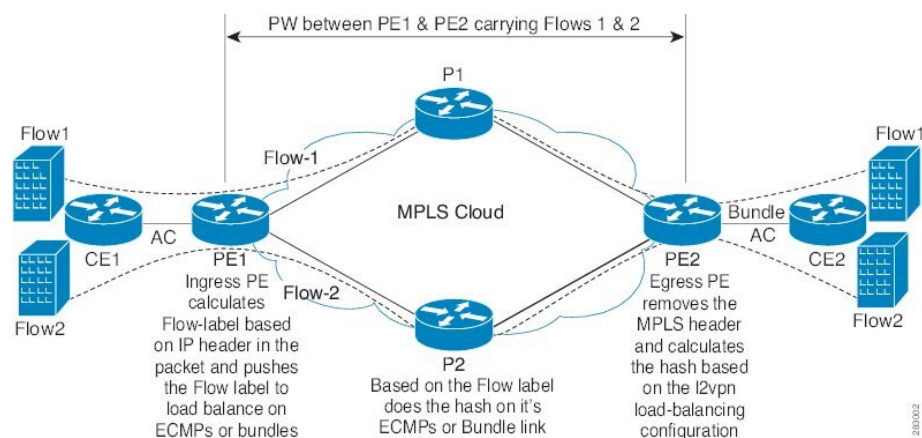 PW between PE1 & PE2 carrying Flows 1 & 2
P1
Flow1
Flow-1
Flow1
MPLS Cloud
Bundle
AC
AC
CE1
PE1
PE2
CE2
Flow2
Flow-2
Flow2
Ingress PE
calculates
Flow-label based
on IP header in the
packet and pushes
the Flow label to
load balance on
ECMPs or bundles
P2
Based on the Flow label
does the hash on it's
ECMPs or Bundle link
Egress PE
removes the
MPLS header
and calculates
the hash based
on the l2vpn
load-balancing
configuration